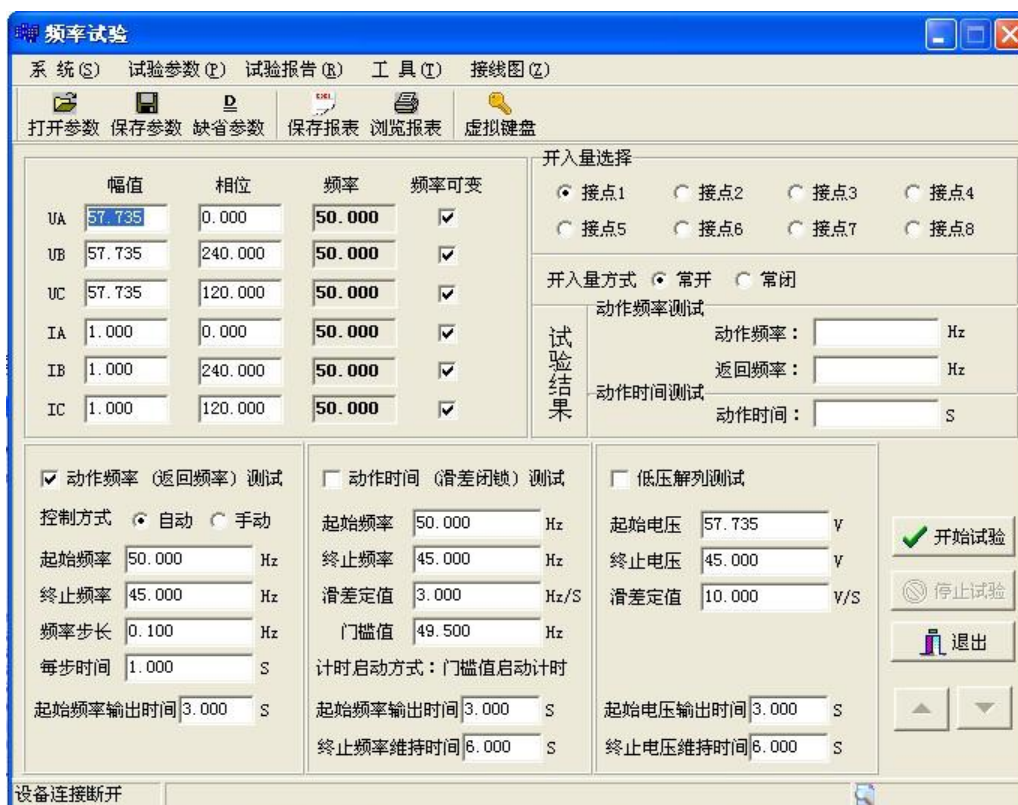 频率试验
系 统(S) 试验参数(P) 试验报告(R) 工 具(T) 接线图(Z)
打开参数 保存参数 缺省参数 保存报表 浏览报表 虚拟键盘
幅值 相位 频率 频率可变
UA 57.735 0.000 50.000
UB 57.735 240.000 50.000
UC 57.735 120.000 50.000
IA 1.000 0.000 50.000
IB 1.000 240.000 50.000
IC 1.000 120.000 50.000
开入量选择
接点1 接点2 接点3 接点4
接点5 接点6 接点7 接点8
开入量方式 常开 常闭
试验结果
动作频率测试
动作频率： Hz
返回频率： Hz
动作时间测试
动作时间： S
动作频率（返回频率）测试
控制方式 自动 手动
起始频率 50.000 Hz
终止频率 45.000 Hz
频率步长 0.100 Hz
每步时间 1.000 S
起始频率输出时间 3.000 S
动作时间（滑差闭锁）测试
起始频率 50.000 Hz
终止频率 45.000 Hz
滑差定值 3.000 Hz/S
门槛值 49.500 Hz
计时启动方式：门槛值启动计时
起始频率输出时间 3.000 S
终止频率维持时间 6.000 S
低压解列测试
起始电压 57.735 V
终止电压 45.000 V
滑差定值 10.000 V/S
起始电压输出时间 3.000 S
终止电压维持时间 6.000 S
开始试验
停止试验
退出
设备连接断开